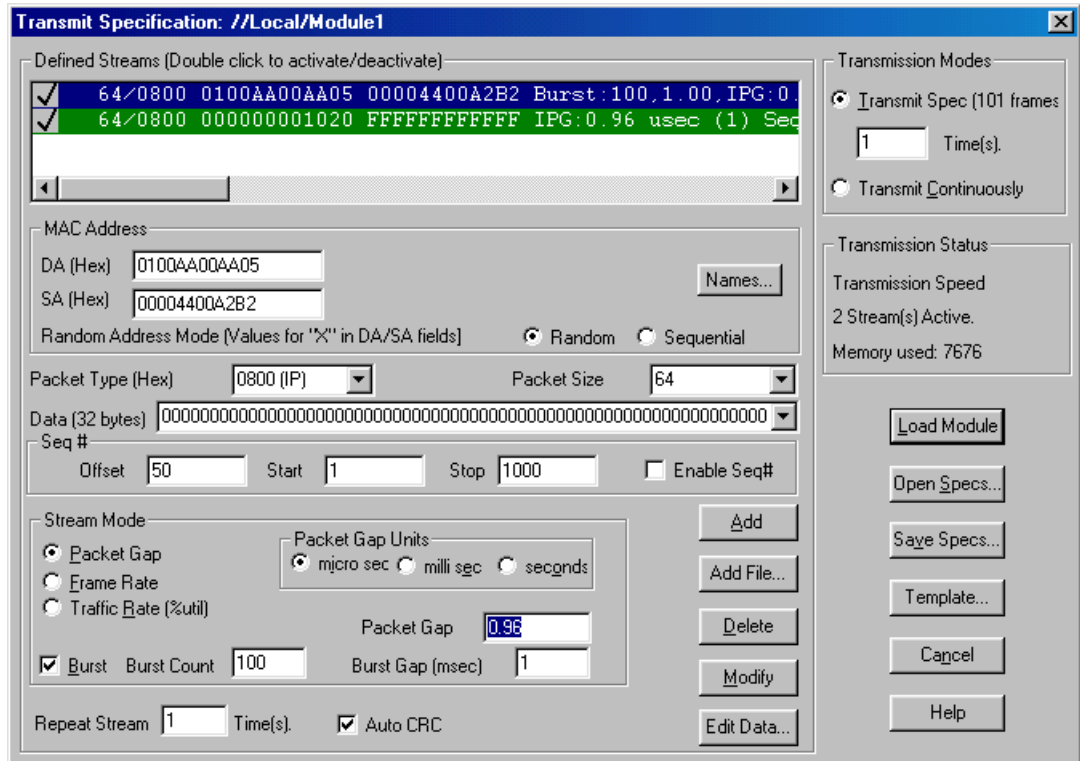 Transmit Specification: //Local/Module1
Defined Streams (Double click to activate/deactivate)
64/0800 0100AA00AA05 00004400A2B2 Burst:100,1.00,IPG:0.
64/0800 000000001020 FFFFFFFFFFFF IPG:0.96 usec (1) Seq
MAC Address
DA (Hex) 0100AA00AA05
SA (Hex) 00004400A2B2
Names...
Random Address Mode [Values for "X" in DA/SA fields] Random Sequential
Packet Type (Hex) 0800 (IP) Packet Size 64
Data (32 bytes) 0000000000000000000000000000000000000000000000000000000000
Seq #
Offset 50 Start 1 Stop 1000 Enable Seq#
Stream Mode
Packet Gap
Frame Rate
Traffic Rate (%util)
Packet Gap Units
micro sec milli sec seconds
Packet Gap 0.96
Burst Burst Count 100 Burst Gap (msec) 1
Repeat Stream 1 Time(s). Auto CRC
Add
Add File...
Delete
Modify
Edit Data...
Transmission Modes
Transmit Spec (101 frames
1 Time(s).
Transmit Continuously
Transmission Status
Transmission Speed
2 Stream(s) Active.
Memory used: 7676
Load Module
Open Specs...
Save Specs...
Template...
Cancel
Help